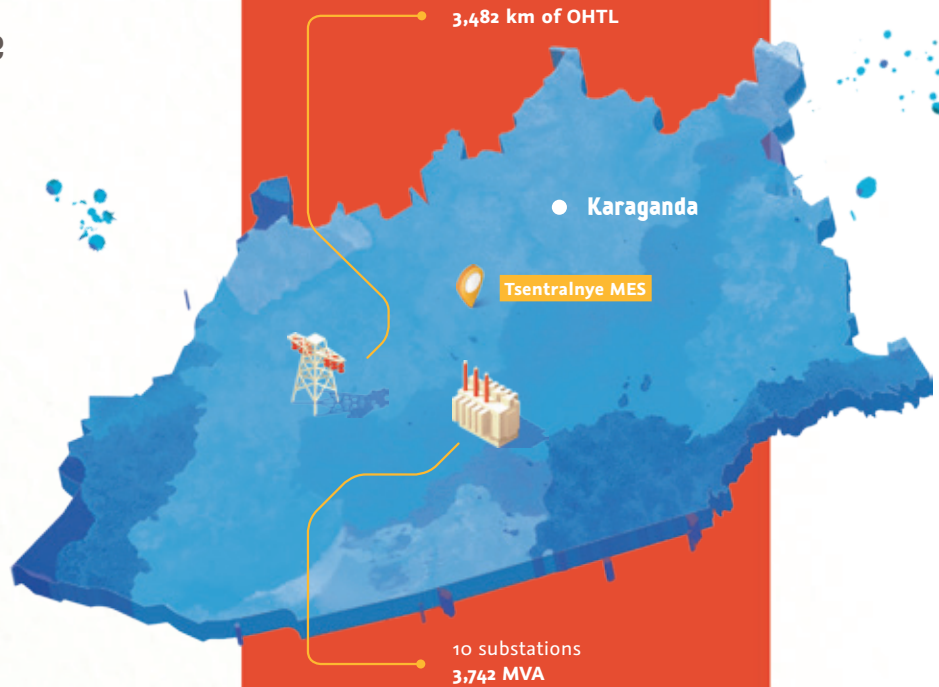 3,482 km of OHTL
Karaganda
Tsentralnye MES
10 substations
3,742 MVA